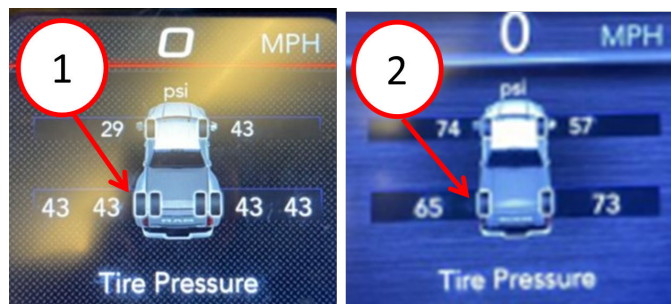 1
0 MPH
psi
29 43
43 43 43 43
RAM
Tire Pressure
2
0 MPH
psi
74 57
65 73
Tire Pressure